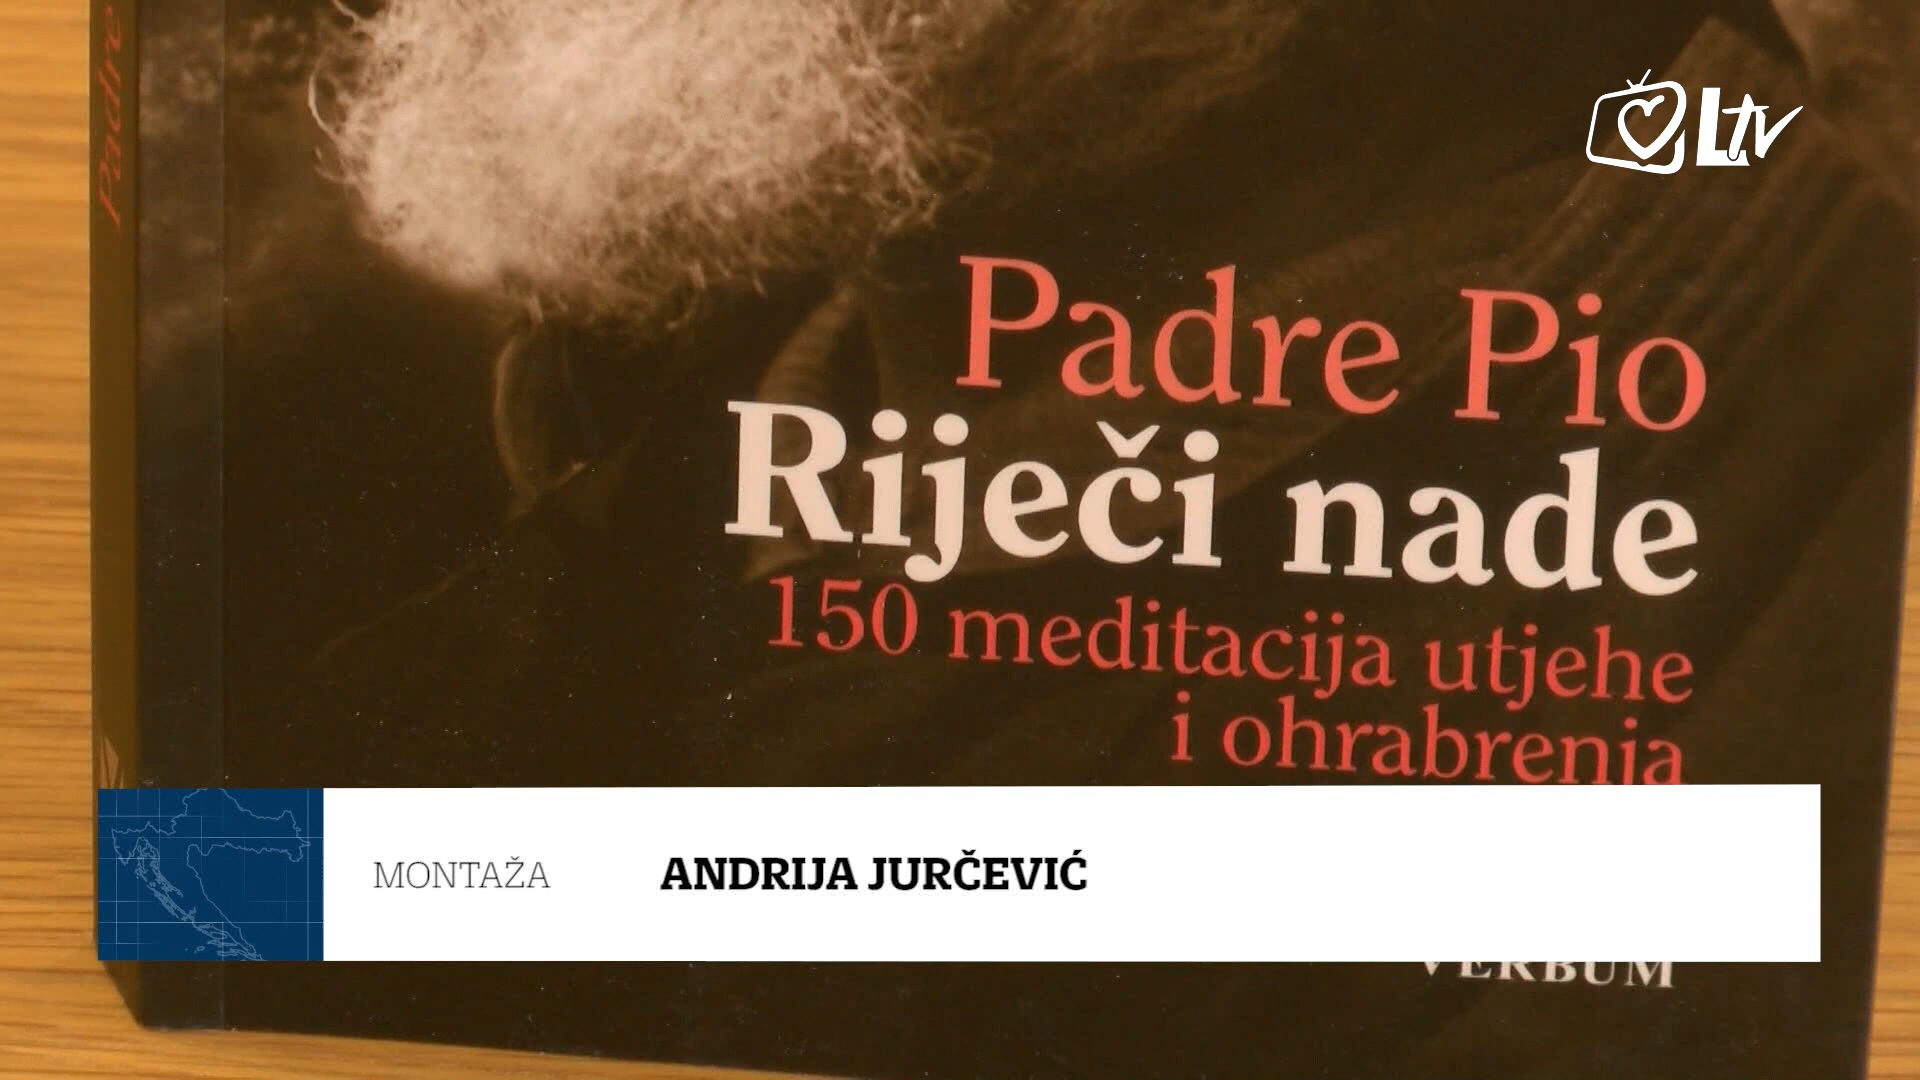 LTV
Padre
Padre Pio
Riječi nade
150 meditacija utjehe
i ohrabrenja
MONTAŽA ANDRIJA JURČEVIĆ
VERBUM